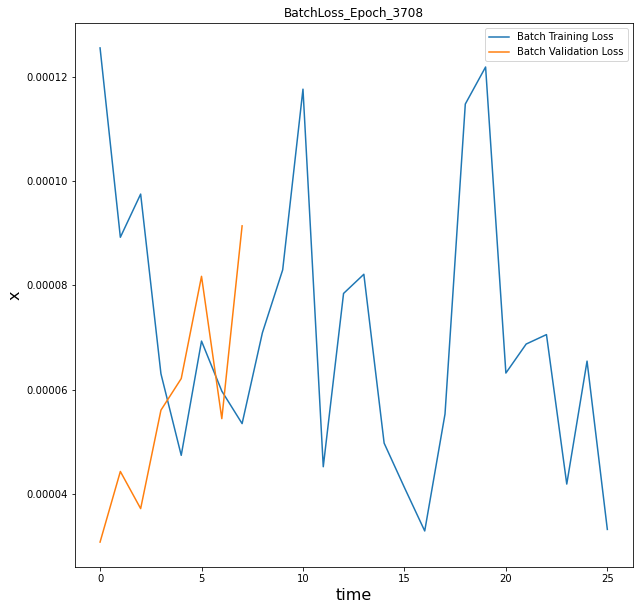 BatchLoss_Epoch_3708
Batch Training Loss
Batch Validation Loss
0.00012
0.00010
0.00008
0.00006
0.00004
x
0 5 10 15 20 25
time